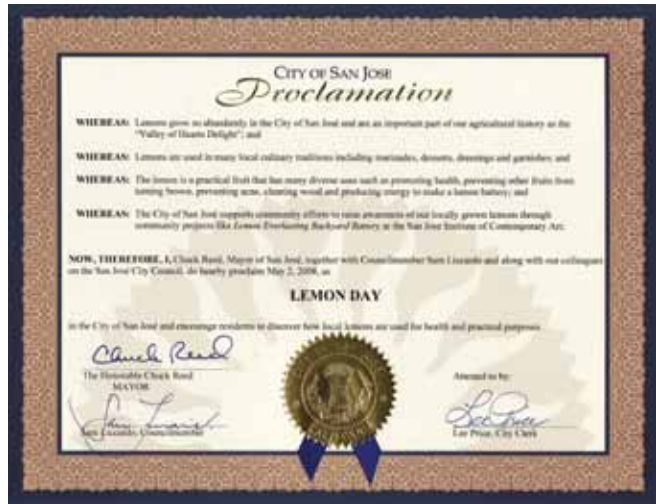 CITY OF SAN JOSE
Proclamation
WHEREAS: Lemons grow so abundantly in the City of San José and are an important part of our agricultural history as the
"Valley of Hearts Delight"; and
WHEREAS: Lemons are used in many local culinary traditions including marinades, desserts, dressings and garnishes; and
WHEREAS: The lemon is a practical fruit that has many diverse uses such as promoting health, preventing other fruits from
turning brown, preventing acne, cleaning wood and producing energy to make a lemon battery; and
WHEREAS: The City of San José supports community efforts to raise awareness of our locally grown lemons through
community projects like Lemon Everlasting Backyard Battery at the San Jose Institute of Contemporary Art;
NOW, THEREFORE, I, Chuck Reed, Mayor of San José, together with Councilmember Sam Liccardo and along with our colleagues
on the San José City Council, do hearby proclaim May 2, 2008, as
LEMON DAY
in the City of San José and encourage residents to discover how local lemons are used for health and practical purposes.
Chuck Reed
The Honorable Chuck Reed
MAYOR
Attested to by:
Sam Liccardo, Councilmember
Lee Price
Lee Price, City Clerk